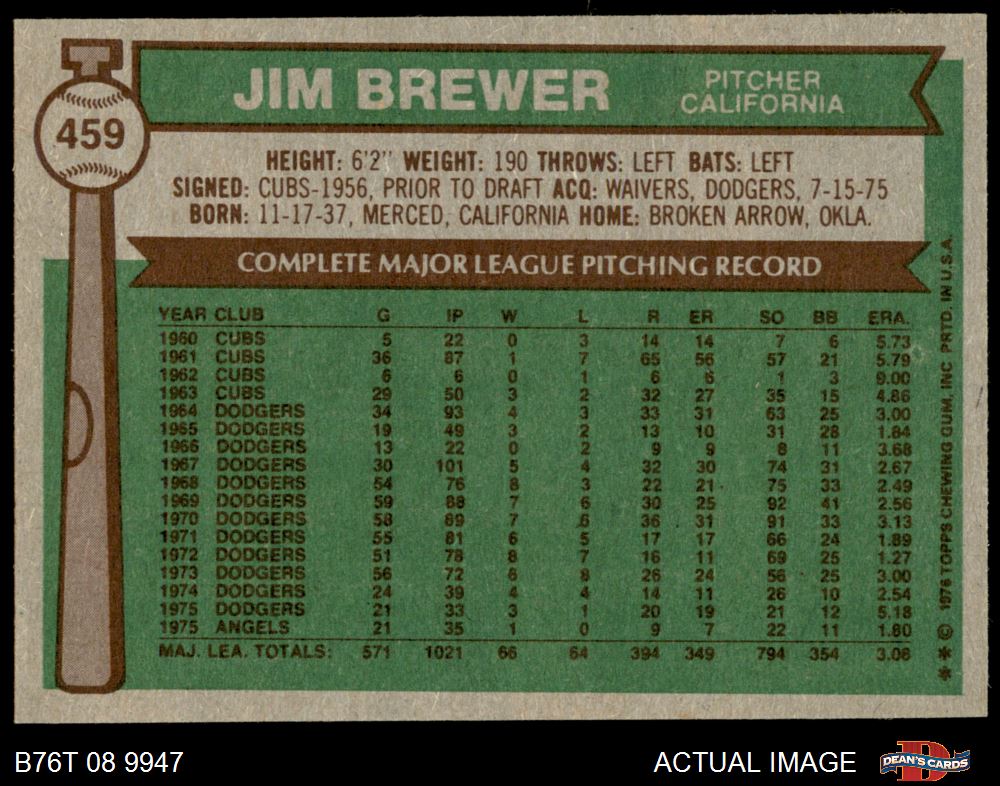 JIM BREWER PITCHER
CALIFORNIA
459
HEIGHT: 6'2" WEIGHT: 190 THROWS: LEFT BATS: LEFT
SIGNED: CUBS-1956, PRIOR TO DRAFT ACQ: WAIVERS, DODGERS, 7-15-75
BORN: 11-17-37, MERCED, CALIFORNIA HOME: BROKEN ARROW, OKLA.
COMPLETE MAJOR LEAGUE PITCHING RECORD
YEAR CLUB G IP W L R ER SO BB ERA.
1960 CUBS 5 22 0 3 14 14 7 6 5.73
1961 CUBS 36 87 1 7 65 56 57 21 5.79
1962 CUBS 6 6 0 1 6 6 1 3 9.00
1963 CUBS 29 50 3 2 32 27 35 15 4.86
1964 DODGERS 34 93 4 3 33 31 63 25 3.00
1965 DODGERS 19 49 3 2 13 10 31 28 1.84
1966 DODGERS 13 22 0 2 9 9 8 11 3.68
1967 DODGERS 30 101 5 4 32 30 74 31 2.67
1968 DODGERS 54 76 8 3 22 21 75 33 2.49
1969 DODGERS 59 88 7 6 30 25 92 41 2.56
1970 DODGERS 58 89 7 6 36 31 91 33 3.13
1971 DODGERS 55 81 6 5 17 17 66 24 1.89
1972 DODGERS 51 78 8 7 16 11 69 25 1.27
1973 DODGERS 56 72 6 8 26 24 56 25 3.00
1974 DODGERS 24 39 4 4 14 11 26 10 2.54
1975 DODGERS 21 33 3 1 20 19 21 12 5.18
1975 ANGELS 21 35 1 0 9 7 22 11 1.80
MAJ. LEA. TOTALS: 571 1021 66 64 394 349 794 354 3.08
** © 1976 TOPPS CHEWING GUM, INC PRTD. IN U.S.A.
B76T 08 9947
ACTUAL IMAGE
D
DEAN'S CARDS